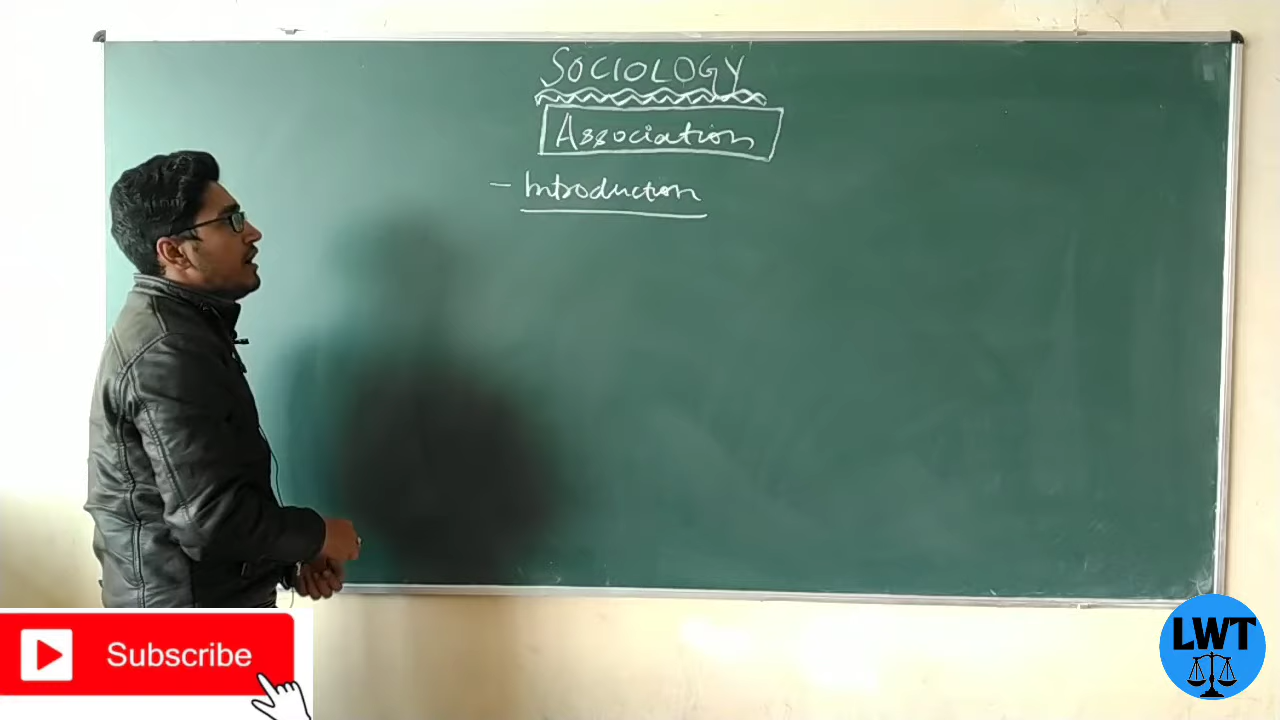 SOCIOLOGY
Association
- Introduction
Subscribe
LWT